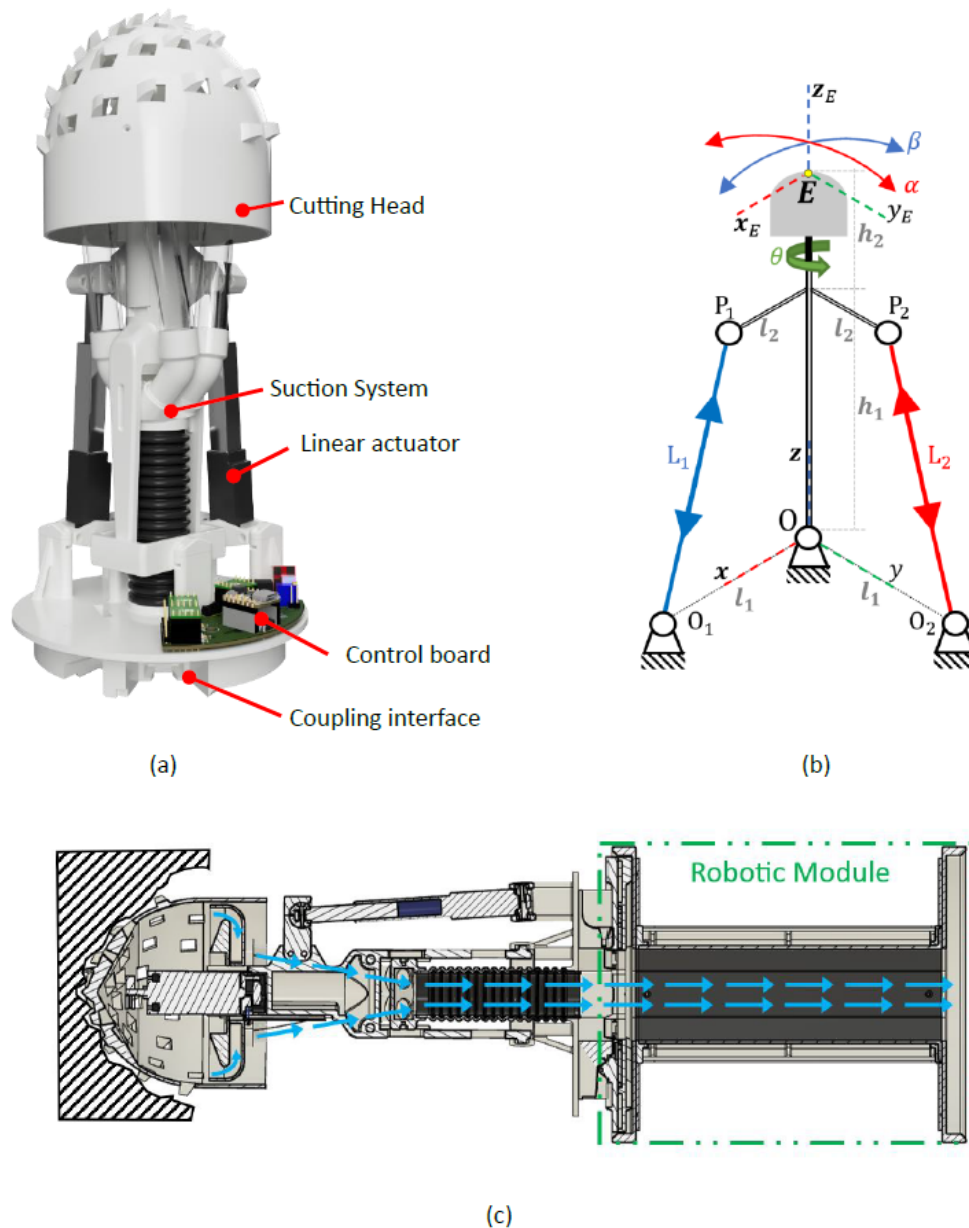 Cutting Head
Suction System
Linear actuator
Control board
Coupling interface
(a)
z_E
β
α
E
x_E
y_E
θ
h_2
P_1
P_2
l_2
l_2
h_1
L_1
z
L_2
O
x
y
l_1
l_1
O_1
O_2
(b)
Robotic Module
(c)